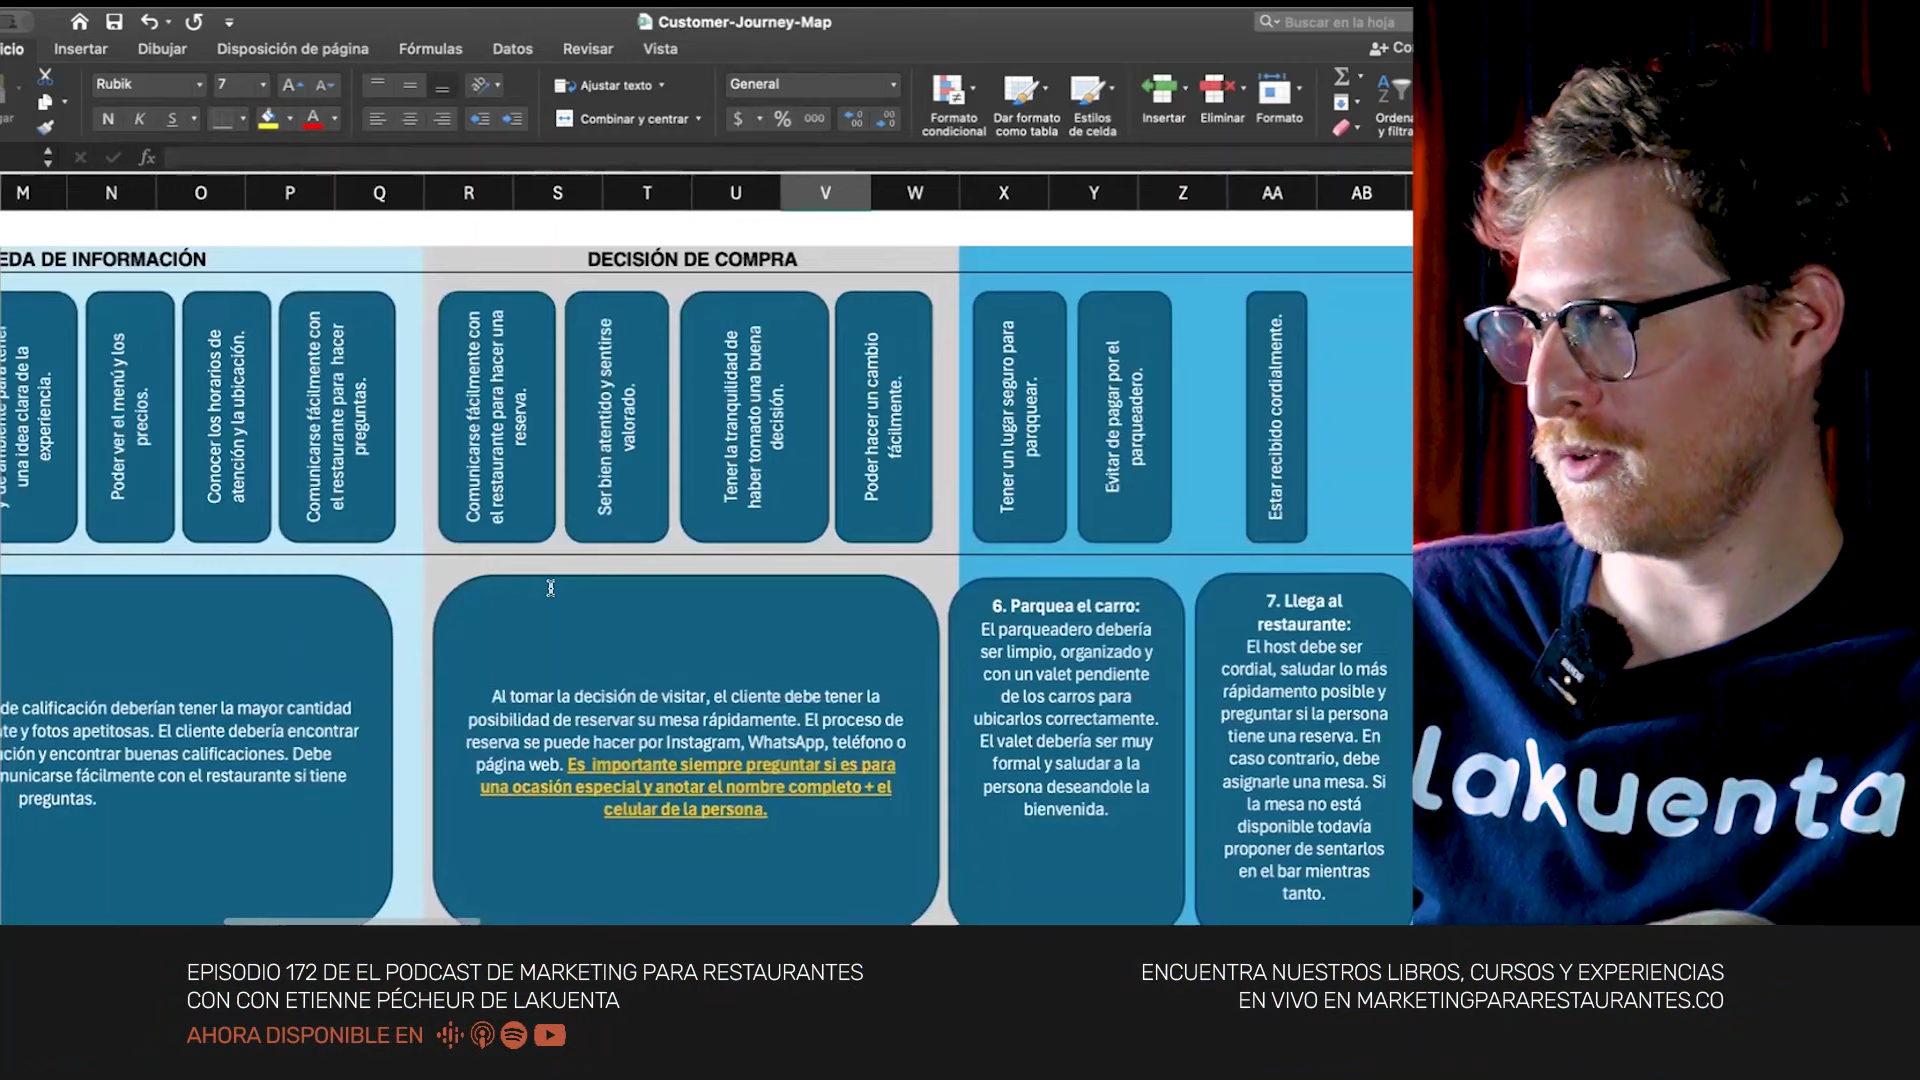 Customer-Journey-Map
Buscar en la hoja
icio
Insertar
Dibujar
Disposición de página
Fórmulas
Datos
Revisar
Vista
Co
Rubik
7
Ajustar texto
General
N K S
Combinar y centrar
$ % 000
Formato
condicional
Dar formato
como tabla
Estilos
de celda
Insertar
Eliminar
Formato
Ordena
y filtra
fx
M N O P Q R S T U V W X Y Z AA AB
EDA DE INFORMACIÓN
DECISIÓN DE COMPRA
una idea clara de la
experiencia.
Poder ver el menú y los
precios.
Conocer los horarios de
atención y la ubicación.
Comunicarse fácilmente con
el restaurante para hacer
preguntas.
Comunicarse fácilmente con
el restaurante para hacer una
reserva.
Ser bien atentido y sentirse
valorado.
Tener la tranquilidad de
haber tomado una buena
decisión.
Poder hacer un cambio
fácilmente.
Tener un lugar seguro para
parquear.
Evitar de pagar por el
parqueadero.
Estar recibido cordialmente.
de calificación deberían tener la mayor cantidad
te y fotos apetitosas. El cliente debería encontrar
ción y encontrar buenas calificaciones. Debe
municarse fácilmente con el restaurante si tiene
preguntas.
Al tomar la decisión de visitar, el cliente debe tener la
posibilidad de reservar su mesa rápidamente. El proceso de
reserva se puede hacer por Instagram, WhatsApp, teléfono o
página web. Es importante siempre preguntar si es para
una ocasión especial y anotar el nombre completo + el
celular de la persona.
6. Parquea el carro:
El parqueadero debería
ser limpio, organizado y
con un valet pendiente
de los carros para
ubicarlos correctamente.
El valet debería ser muy
formal y saludar a la
persona deseandole la
bienvenida.
7. Llega al
restaurante:
El host debe ser
cordial, saludar lo más
rápidamento posible y
preguntar si la persona
tiene una reserva. En
caso contrario, debe
asignarle una mesa. Si
la mesa no está
disponible todavía
proponer de sentarlos
en el bar mientras
tanto.
lakuenta
EPISODIO 172 DE EL PODCAST DE MARKETING PARA RESTAURANTES
CON CON ETIENNE PÉCHEUR DE LAKUENTA
AHORA DISPONIBLE EN
ENCUENTRA NUESTROS LIBROS, CURSOS Y EXPERIENCIAS
EN VIVO EN MARKETINGPARARESTAURANTES.CO